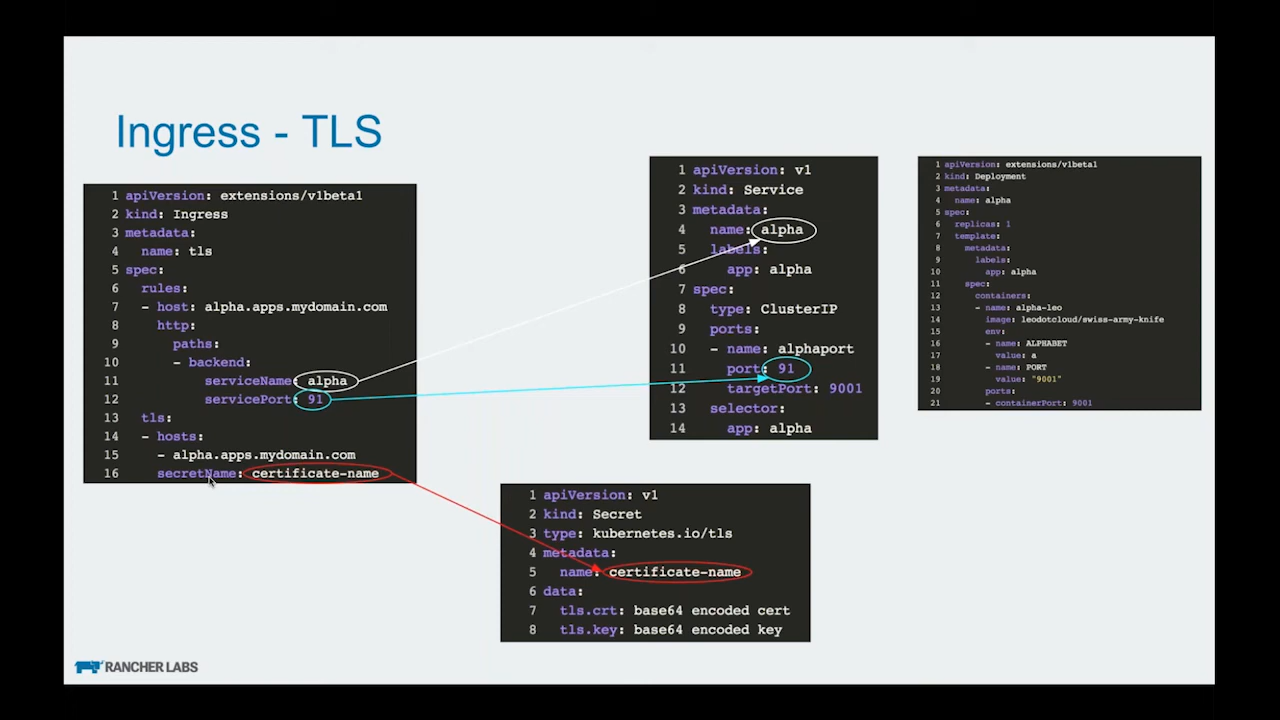 Ingress - TLS
1 apiVersion: extensions/v1beta1
2 kind: Ingress
3 metadata:
4   name: tls
5 spec:
6   rules:
7   - host: alpha.apps.mydomain.com
8     http:
9       paths:
10       - backend:
11           serviceName: alpha
12           servicePort: 91
13   tls:
14   - hosts:
15     - alpha.apps.mydomain.com
16     secretName: certificate-name
1 apiVersion: v1
2 kind: Service
3 metadata:
4   name: alpha
5   labels:
6     app: alpha
7 spec:
8   type: ClusterIP
9   ports:
10   - name: alphaport
11     port: 91
12     targetPort: 9001
13   selector:
14     app: alpha
1 apiVersion: extensions/v1beta1
2 kind: Deployment
3 metadata:
4   name: alpha
5 spec:
6   replicas: 1
7   template:
8     metadata:
9       labels:
10         app: alpha
11     spec:
12       containers:
13       - name: alpha-leo
14         image: leodotcloud/swiss-army-knife
15         env:
16         - name: ALPHABET
17           value: a
18         - name: PORT
19           value: "9001"
20         ports:
21         - containerPort: 9001
1 apiVersion: v1
2 kind: Secret
3 type: kubernetes.io/tls
4 metadata:
5   name: certificate-name
6 data:
7   tls.crt: base64 encoded cert
8   tls.key: base64 encoded key
RANCHER LABS